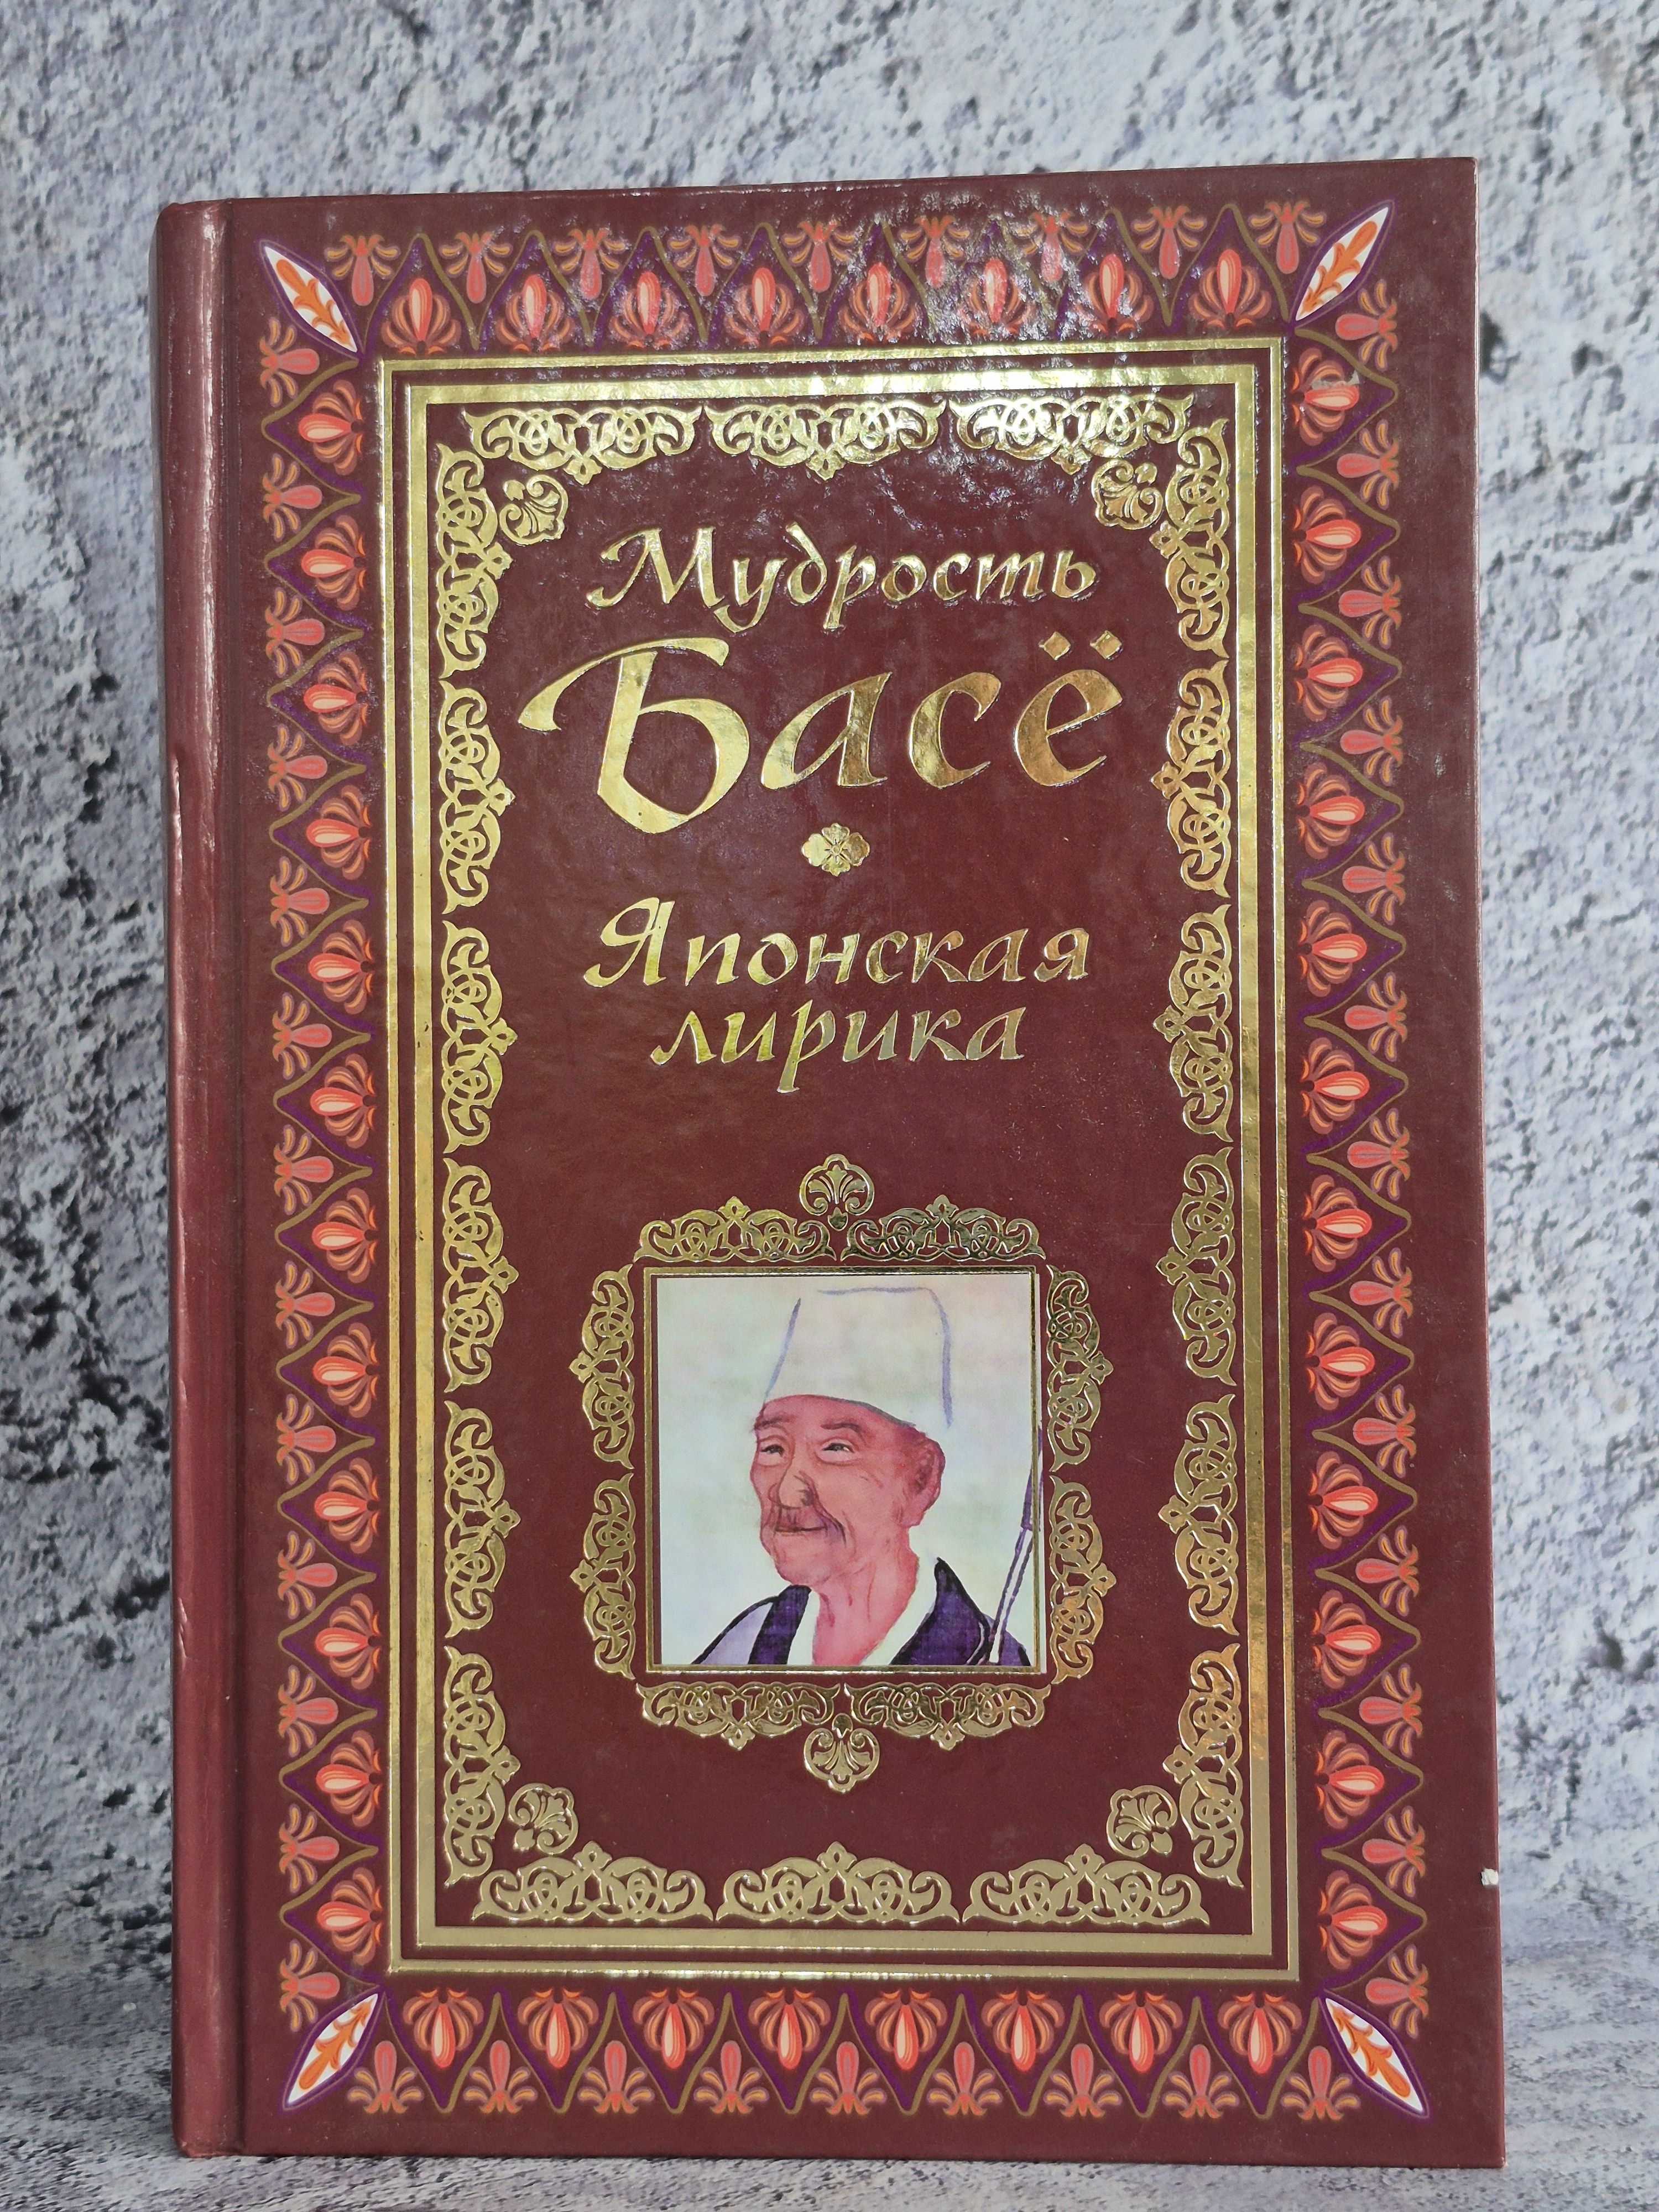 Мудрость
Басё
Японская
лирика